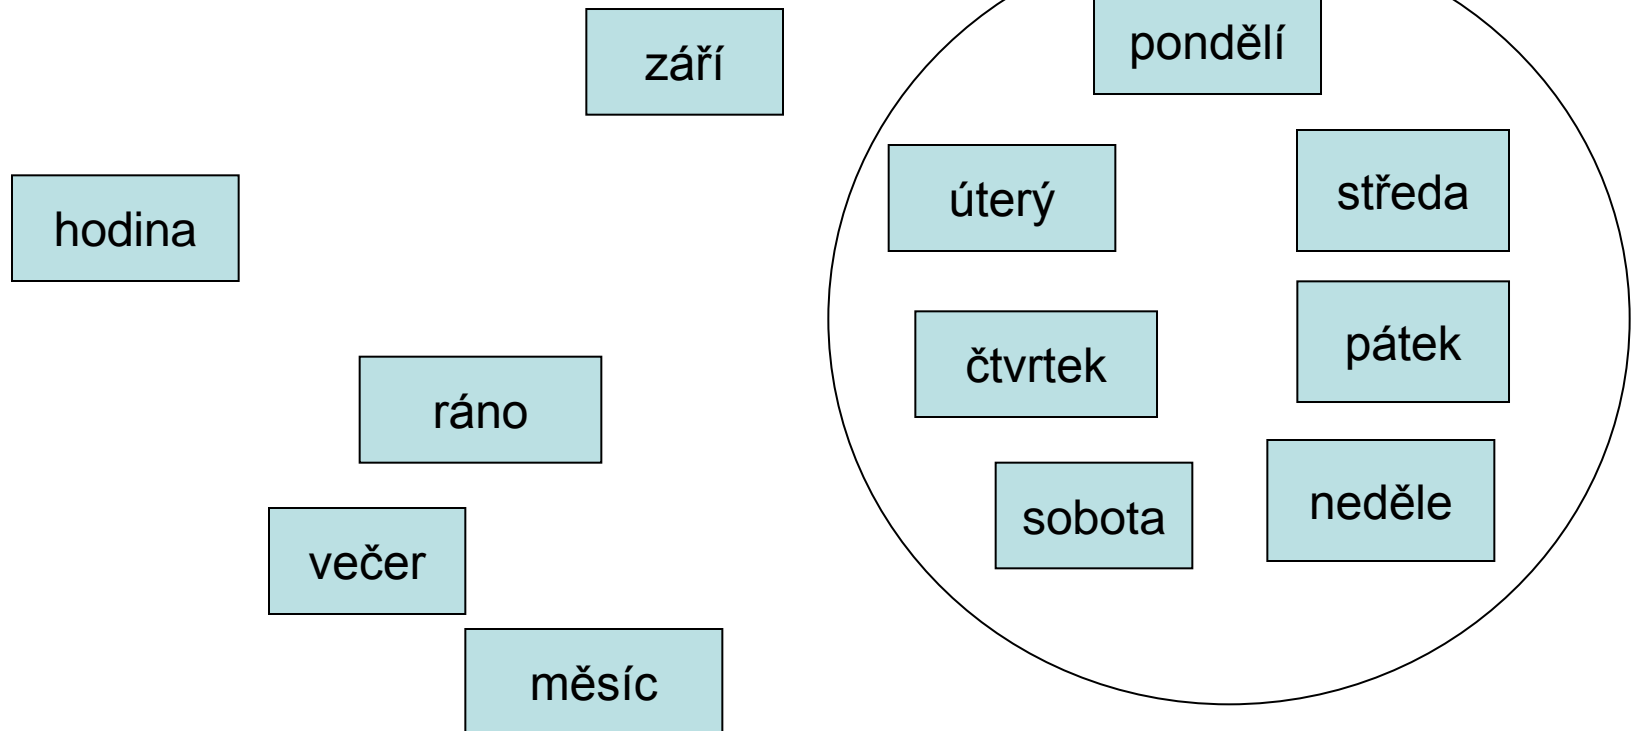 září
pondělí
úterý
středa
hodina
čtvrtek
pátek
ráno
sobota
neděle
večer
měsíc